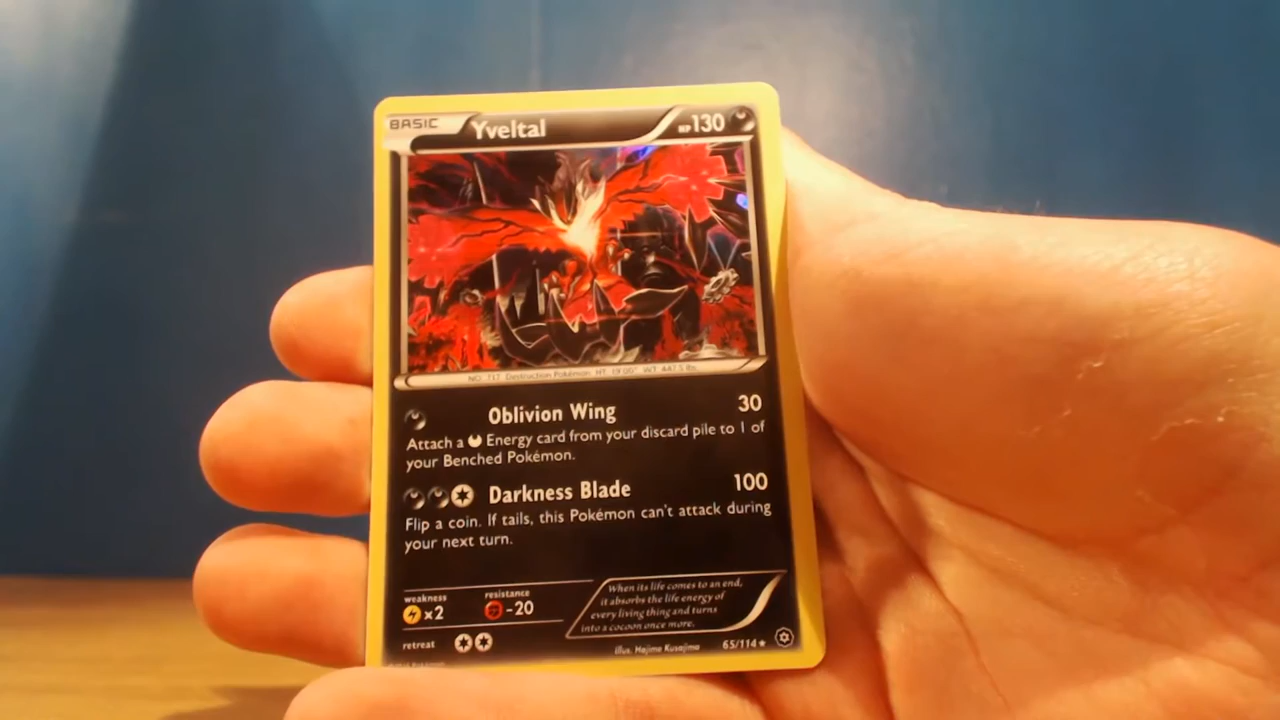 BASIC Yveltal HP130
NO. 717 Destruction Pokémon HT: 19'00" WT: 447.5 lbs.
Oblivion Wing 30
Attach a Energy card from your discard pile to 1 of
your Benched Pokémon.
Darkness Blade 100
Flip a coin. If tails, this Pokémon can't attack during
your next turn.
weakness resistance
×2 -20
When its life comes to an end,
it absorbs the life energy of
every living thing and turns
into a cocoon once more.
retreat
Illus. Hajime Kusajima 65/114★